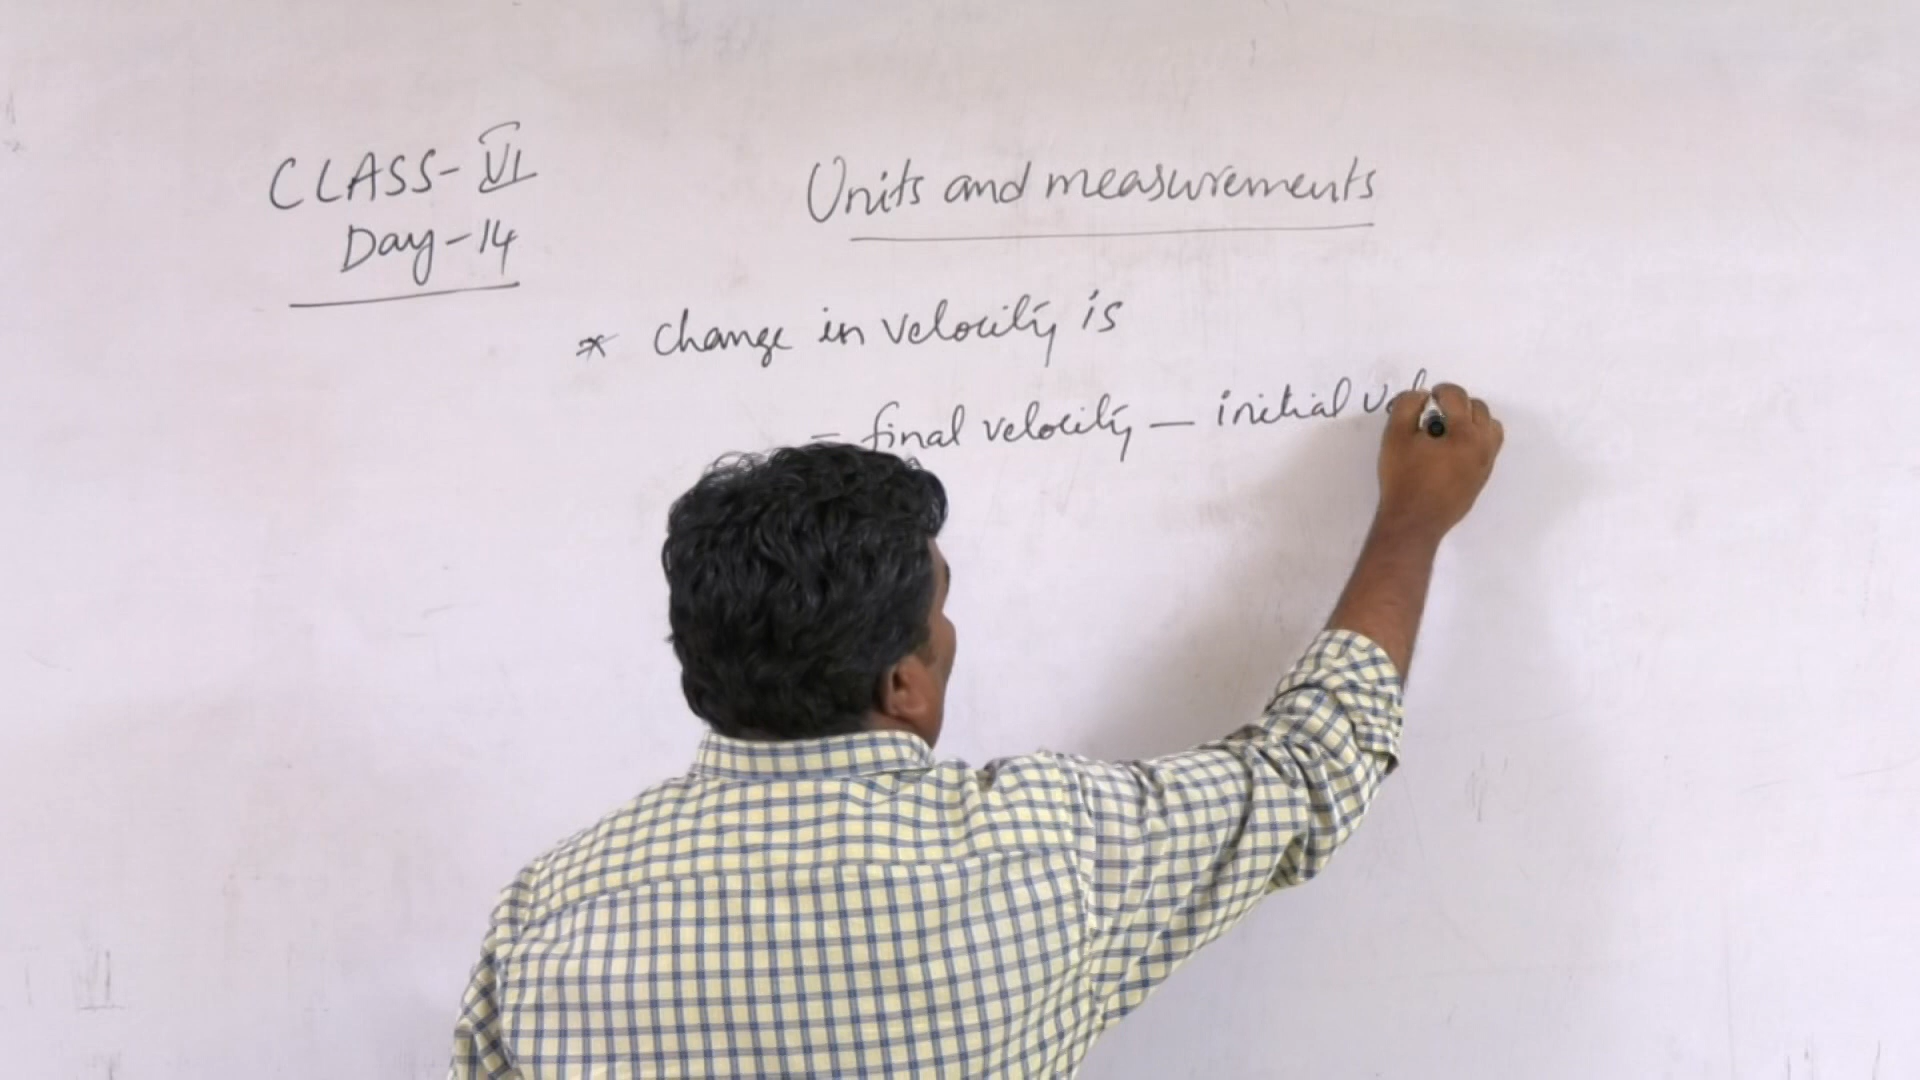 CLASS-VI
Day-14
Units and measurements
* Change in velocity is
= final velocity — initial